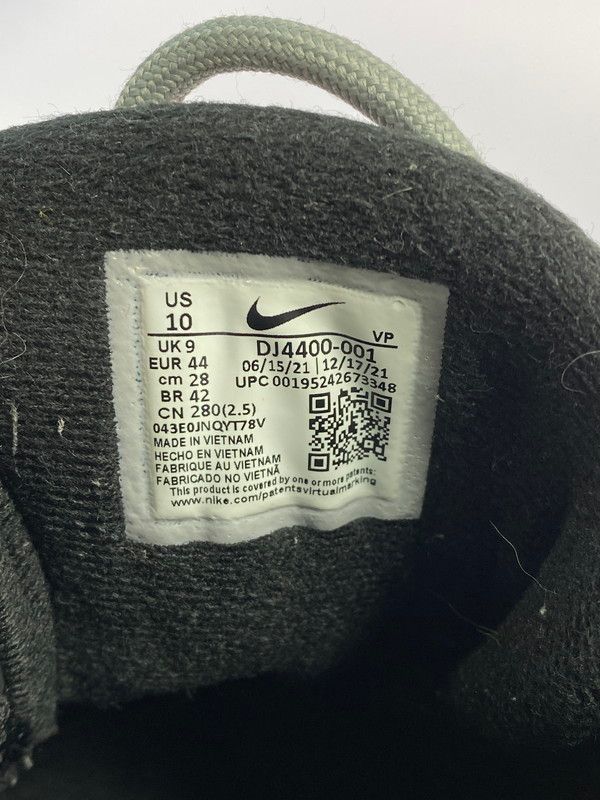 US
10
VP
UK 9
DJ4400-001
EUR 44
06/15/21 | 12/17/21
cm 28
UPC 00195242673348
BR 42
CN 280(2.5)
043E0JNQYT78V
MADE IN VIETNAM
HECHO EN VIETNAM
FABRIQUE AU VIETNAM
FABRICADO NO VIETNÃ
This product is covered by one or more patents:
www.nike.com/patentsvirtualmarking